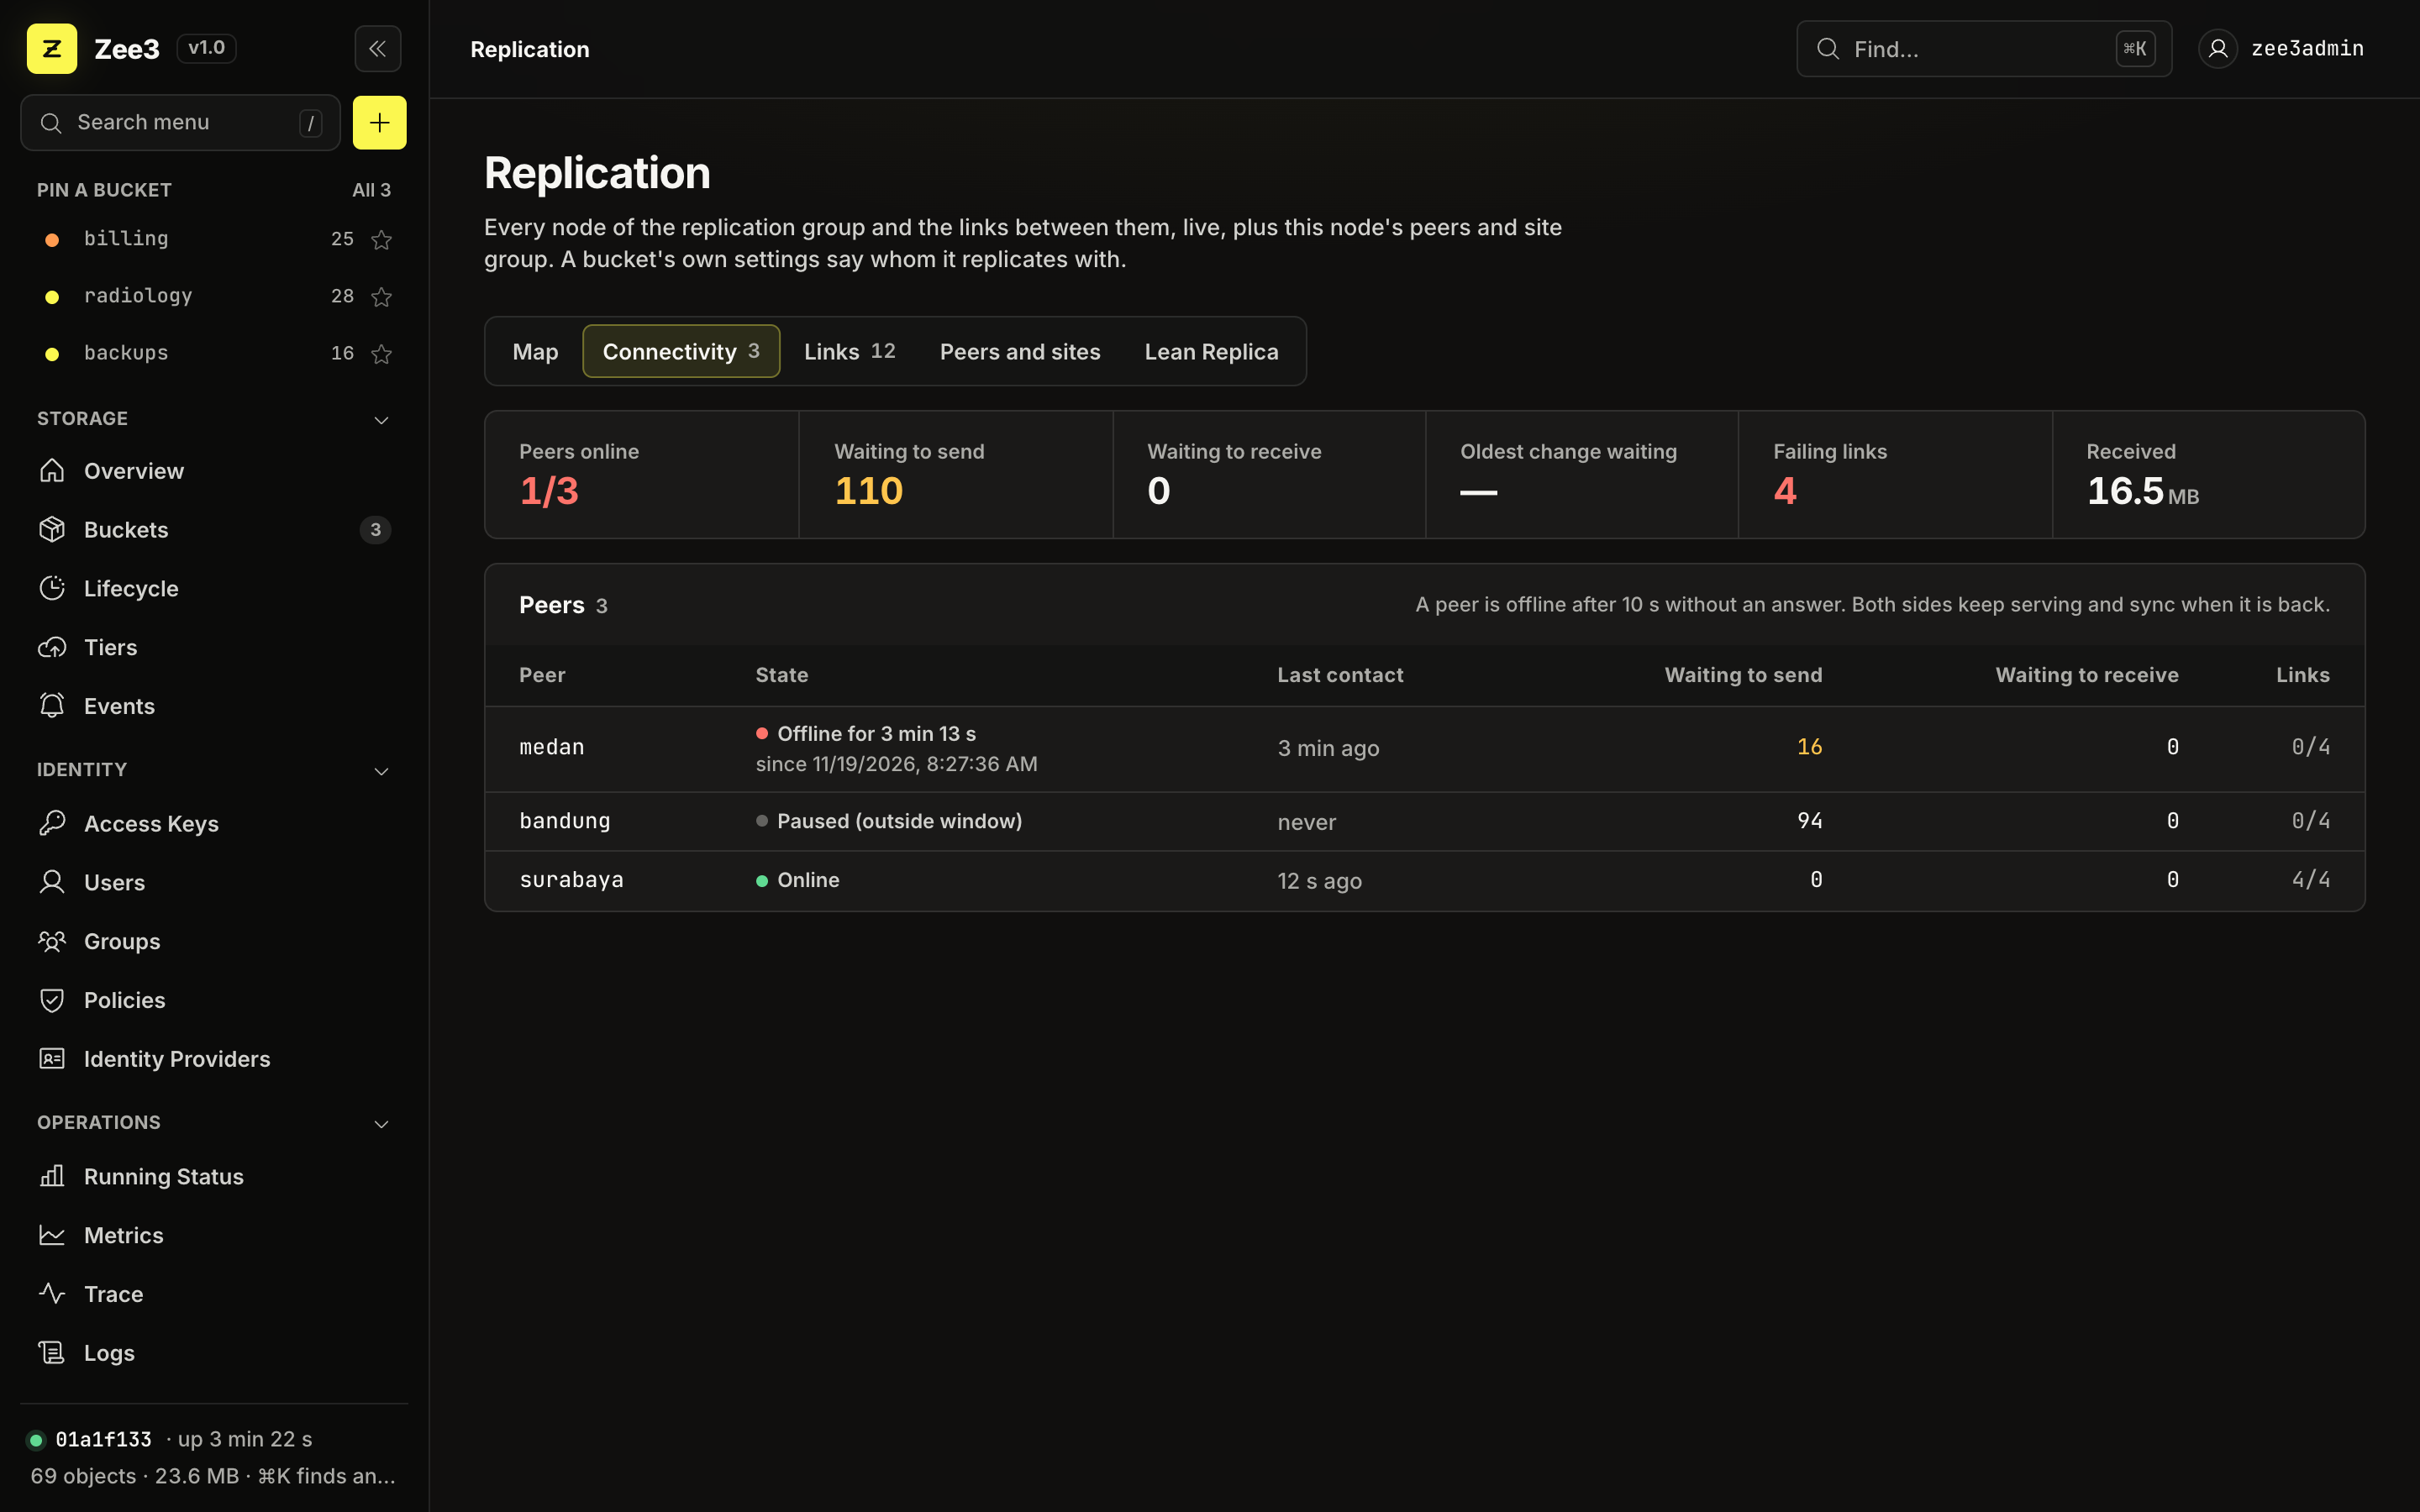 Zee3 v1.0
Search menu /
PIN A BUCKET All 3
billing 25
radiology 28
backups 16
STORAGE
Overview
Buckets 3
Lifecycle
Tiers
Events
IDENTITY
Access Keys
Users
Groups
Policies
Identity Providers
OPERATIONS
Running Status
Metrics
Trace
Logs
01a1f133 · up 3 min 22 s
69 objects · 23.6 MB · ⌘K finds an...
Replication
Find... ⌘K
zee3admin
Replication
Every node of the replication group and the links between them, live, plus this node's peers and site
group. A bucket's own settings say whom it replicates with.
Map Connectivity 3 Links 12 Peers and sites Lean Replica
Peers online Waiting to send Waiting to receive Oldest change waiting Failing links Received
1/3 110 0 — 4 16.5 MB
Peers 3 A peer is offline after 10 s without an answer. Both sides keep serving and sync when it is back.
Peer State Last contact Waiting to send Waiting to receive Links
medan Offline for 3 min 13 s 3 min ago 16 0 0/4
since 11/19/2026, 8:27:36 AM
bandung Paused (outside window) never 94 0 0/4
surabaya Online 12 s ago 0 0 4/4